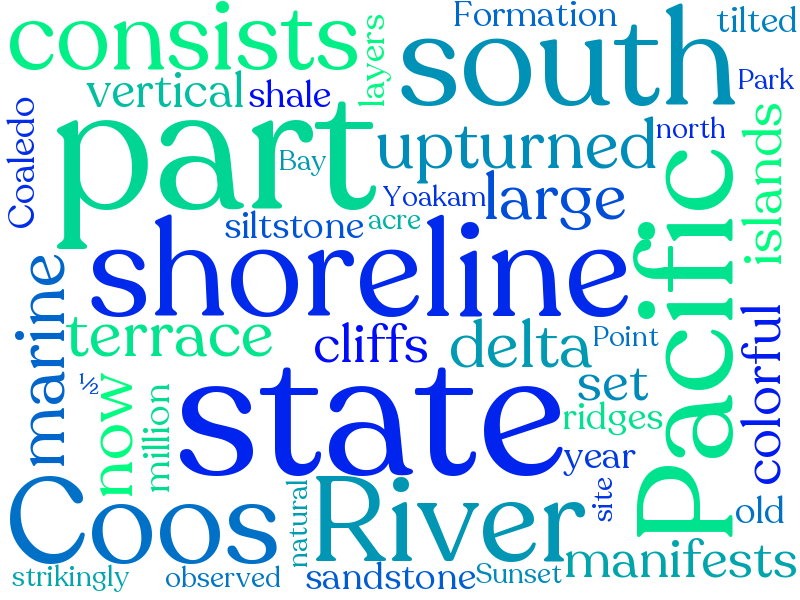 consists
layers
Formation
south
tilted
vertical
shale
Park
Coaledo
part
Bay
upturned
north
islands
Yoakam
large
siltstone
acre
Pacific
shoreline
marine
terrace
cliffs
delta
Point
colorful
½
now
million
state
set
ridges
year
Coos
natural
River
site
old
manifests
strikingly
observed
sandstone
Sunset